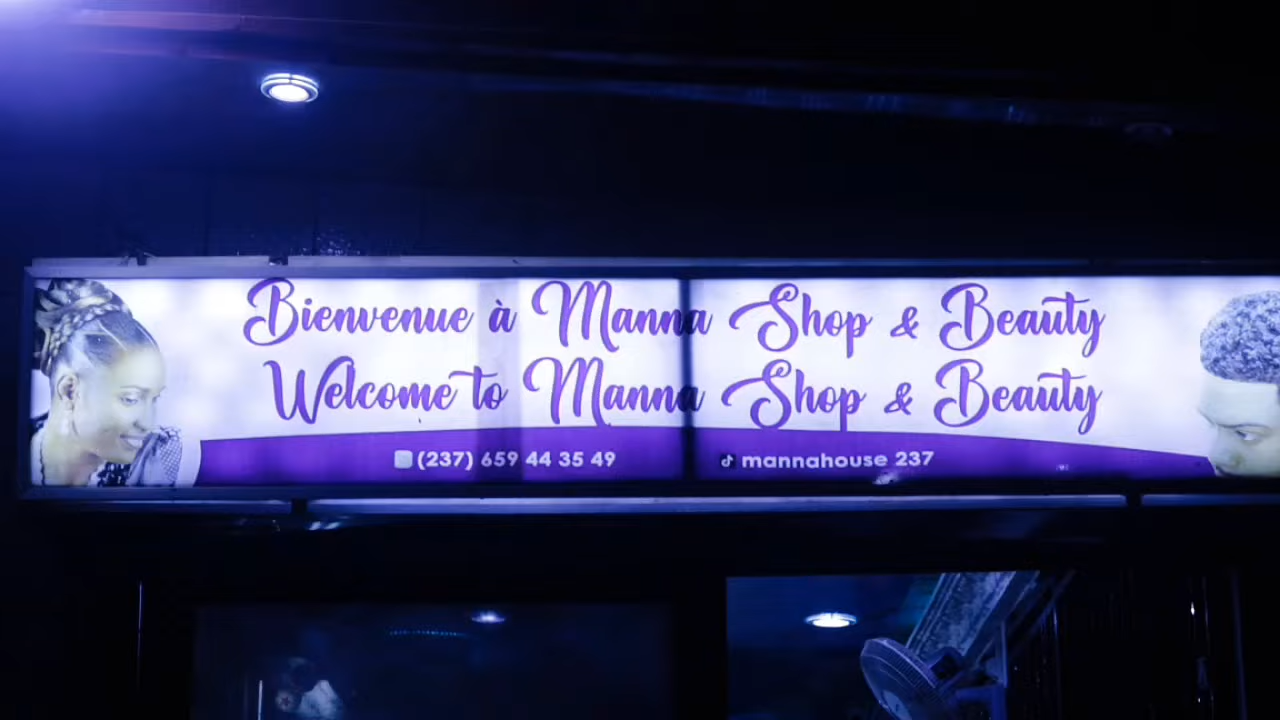 Bienvenue à Manna Shop & Beauty
Welcome to Manna Shop & Beauty
(237) 659 44 35 49 mannahouse 237